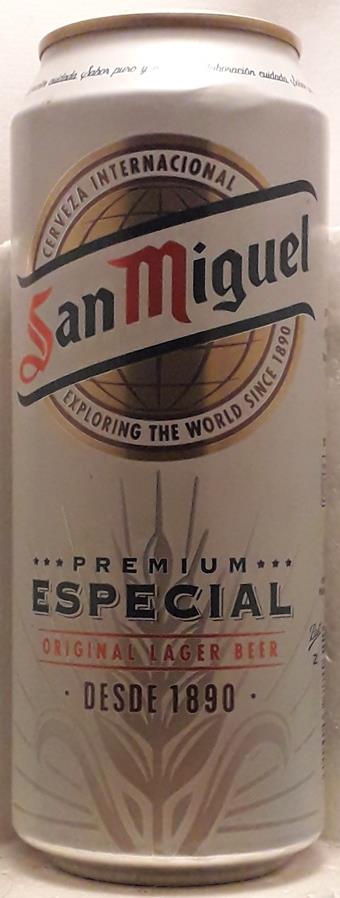 cuidada Sabor puro y
elaboración cuidada
CERVEZA INTERNACIONAL
San Miguel
EXPLORING THE WORLD SINCE 1890
***PREMIUM***
ESPECIAL
ORIGINAL LAGER BEER
· DESDE 1890 ·